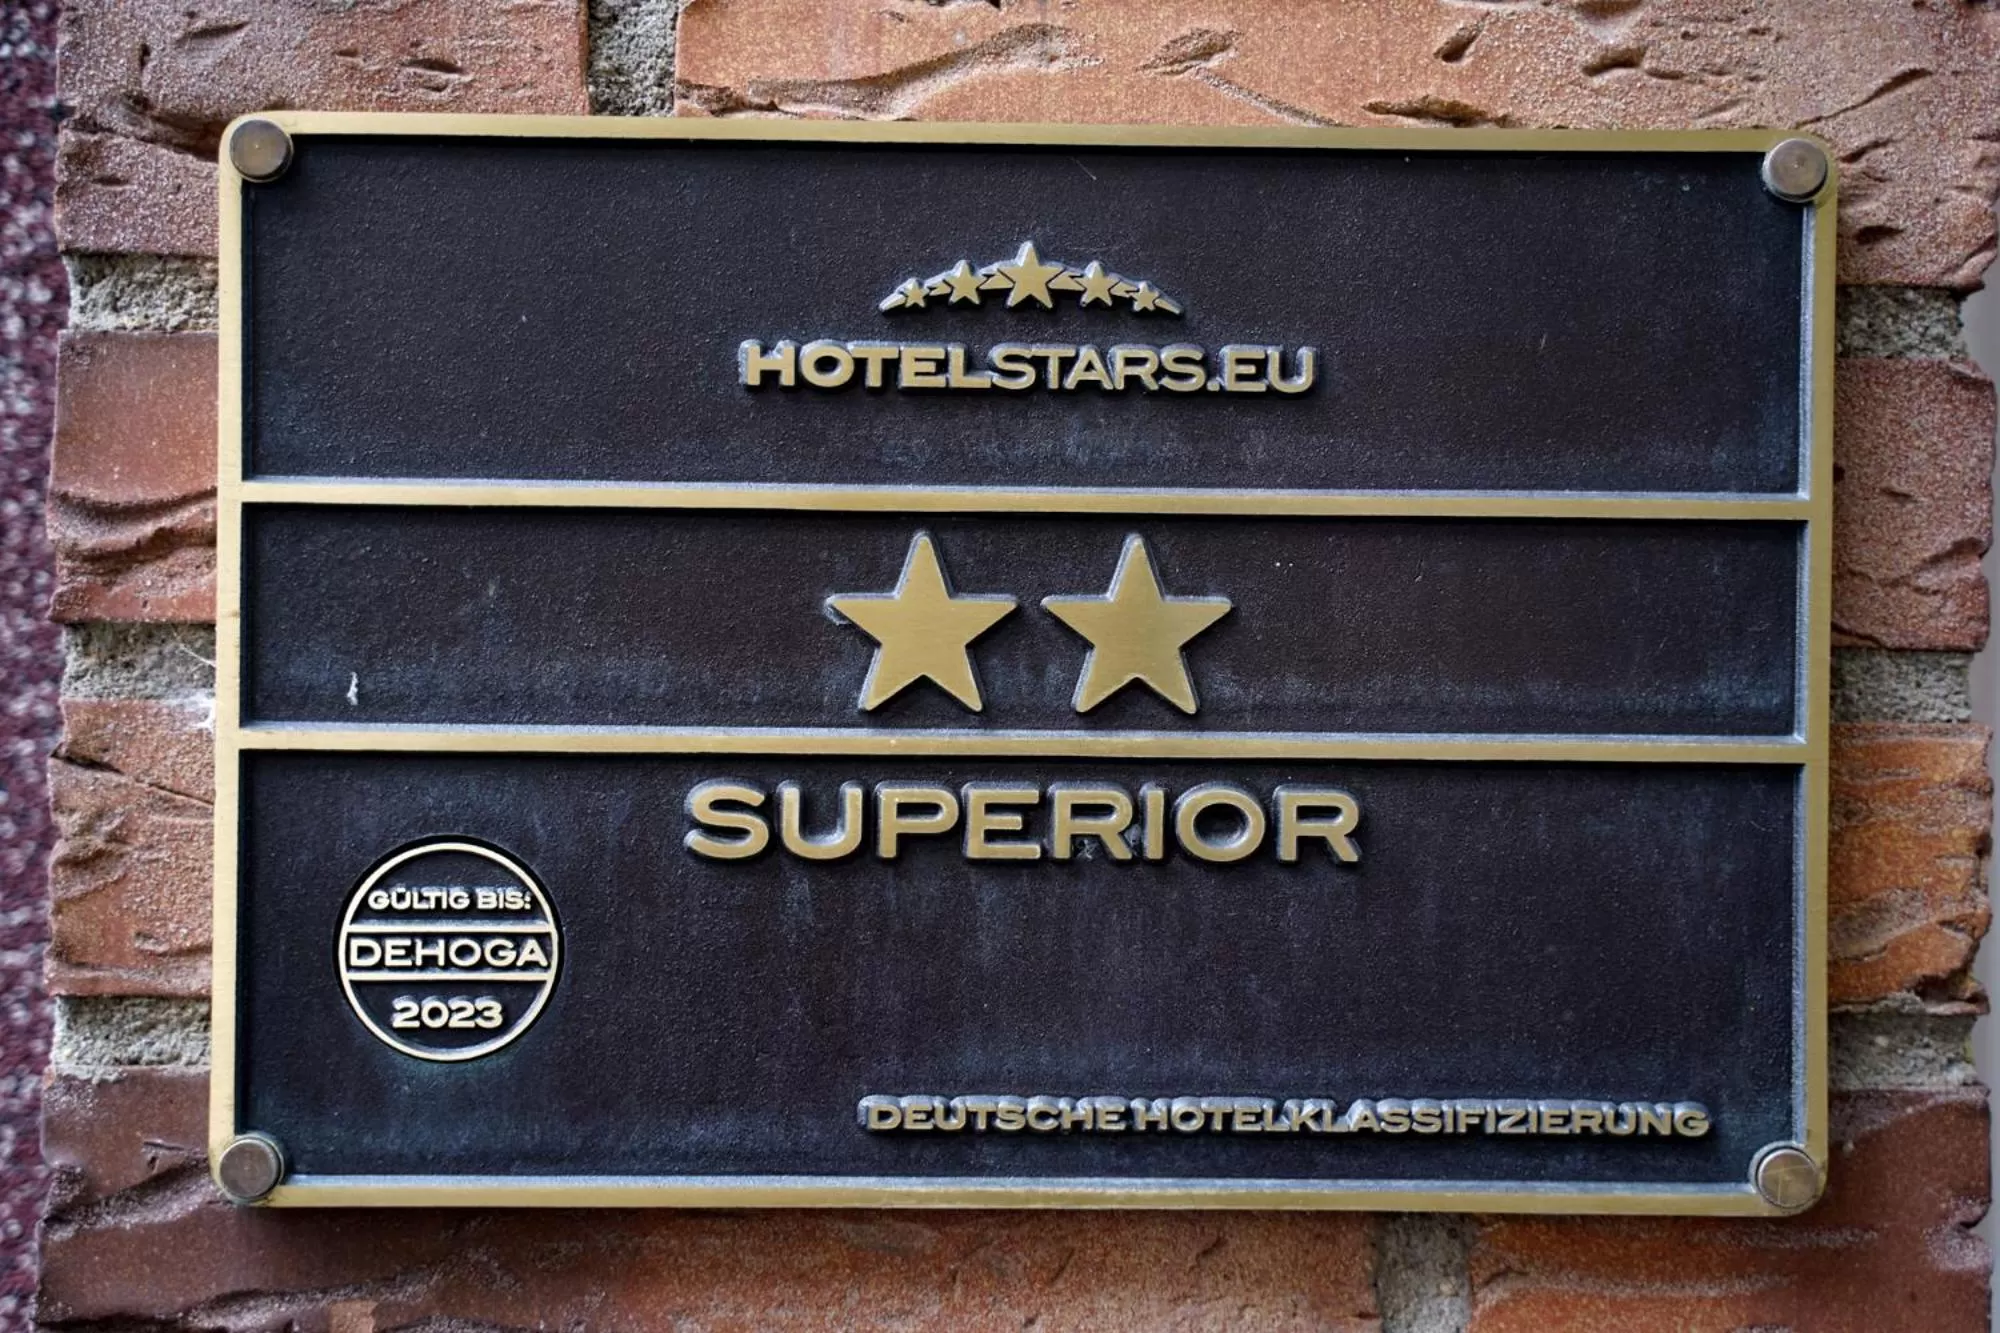 HOTELSTARS.EU
SUPERIOR
GÜLTIG BIS:
DEHOGA
2023
DEUTSCHE HOTELKLASSIFIZIERUNG